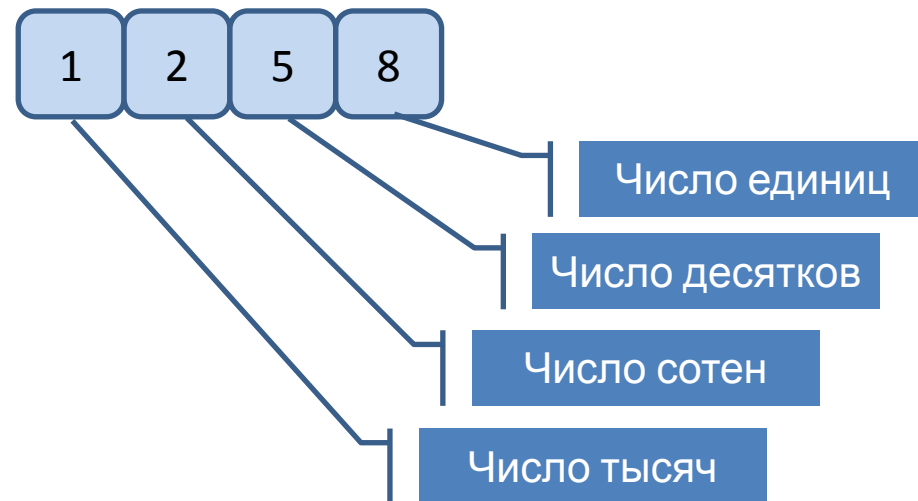 1 2 5 8
Число единиц
Число десятков
Число сотен
Число тысяч